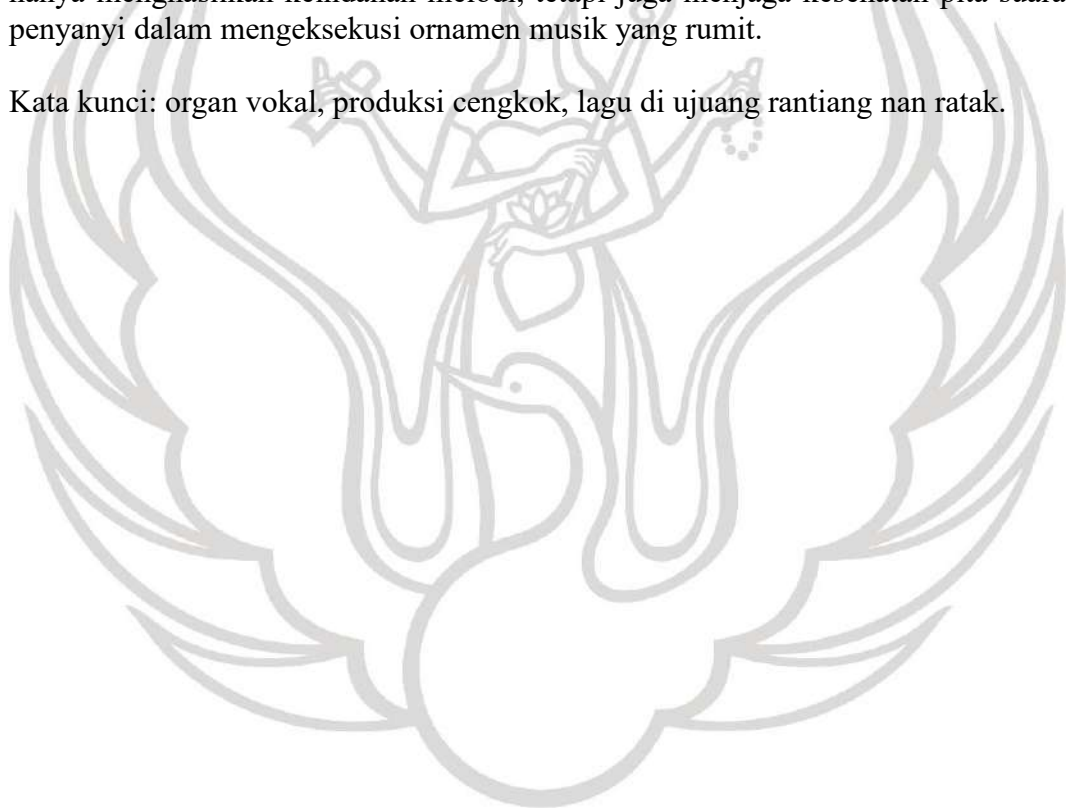 hanya menghasilkan keindahan melodi, tetapi juga menjaga kesehatan pita suara
penyanyi dalam mengeksekusi ornamen musik yang rumit.
Kata kunci: organ vokal, produksi cengkok, lagu di ujuang rantiang nan ratak.